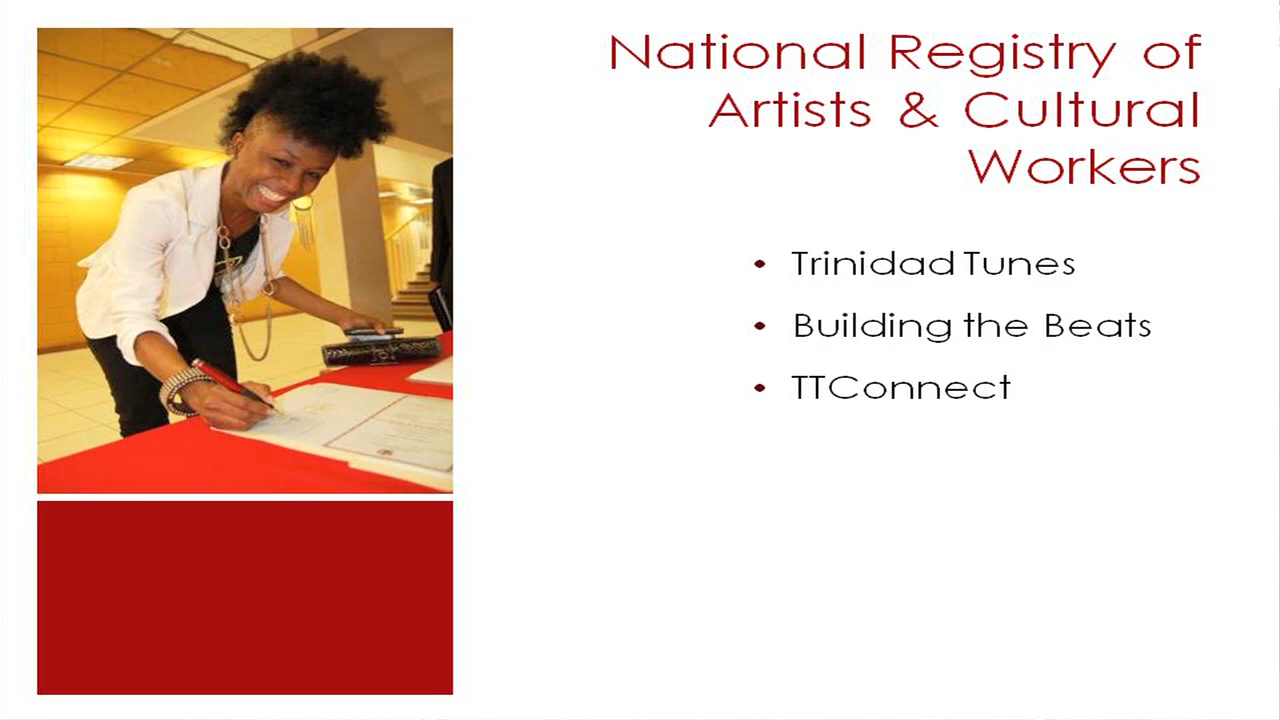 National Registry of
Artists & Cultural
Workers
• Trinidad Tunes
• Building the Beats
• TTConnect